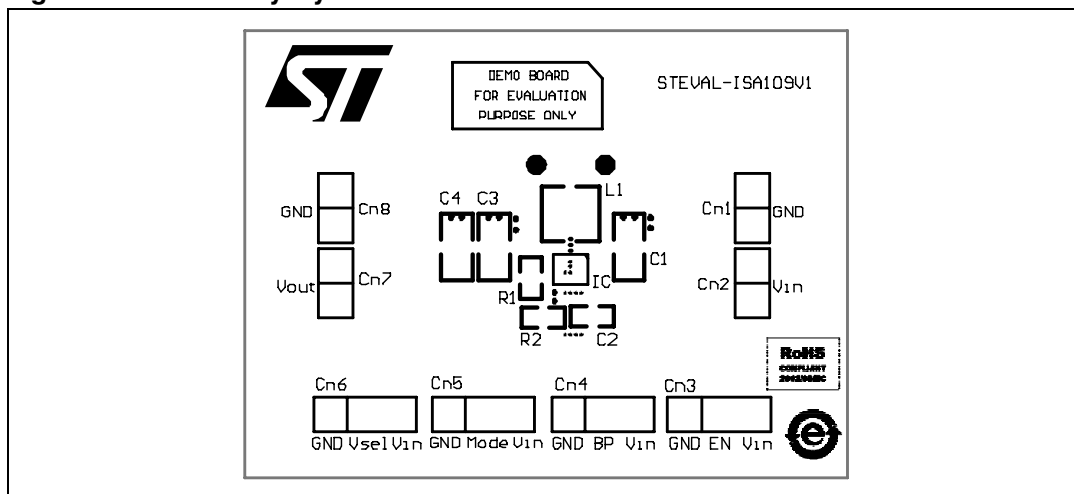 DEMO BOARD
FOR EVALUATION
PURPOSE ONLY
STEVAL-ISA109V1
C4 C3
L1
GND Cn8
Cn1 GND
C1
Vout Cn7
IC
Cn2 Vin
R1
R2 C2
RoHS
COMPLIANT
Cn6 Cn5 Cn4 Cn3
GND Vsel Vin GND Mode Vin GND BP Vin GND EN Vin
e